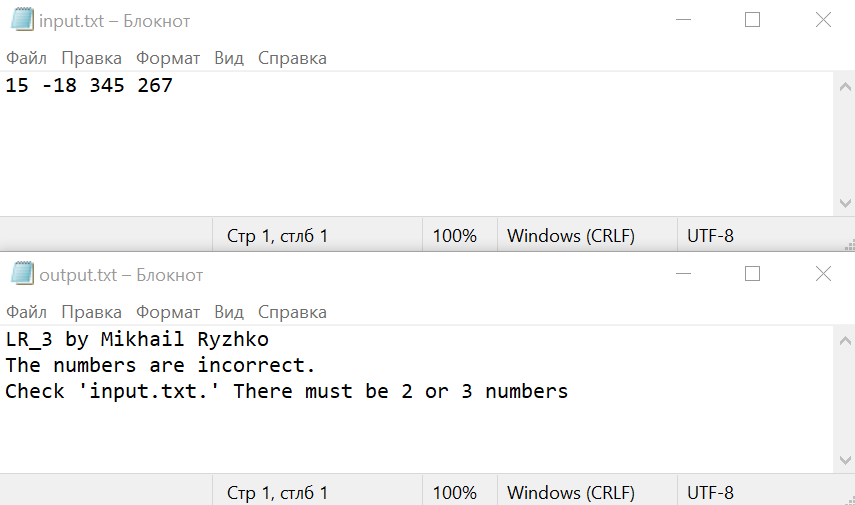 input.txt – Блокнот
Файл Правка Формат Вид Справка
15 -18 345 267
Стр 1, стлб 1 100% Windows (CRLF) UTF-8
output.txt – Блокнот
Файл Правка Формат Вид Справка
LR_3 by Mikhail Ryzhko
The numbers are incorrect.
Check 'input.txt.' There must be 2 or 3 numbers
Стр 1, стлб 1 100% Windows (CRLF) UTF-8